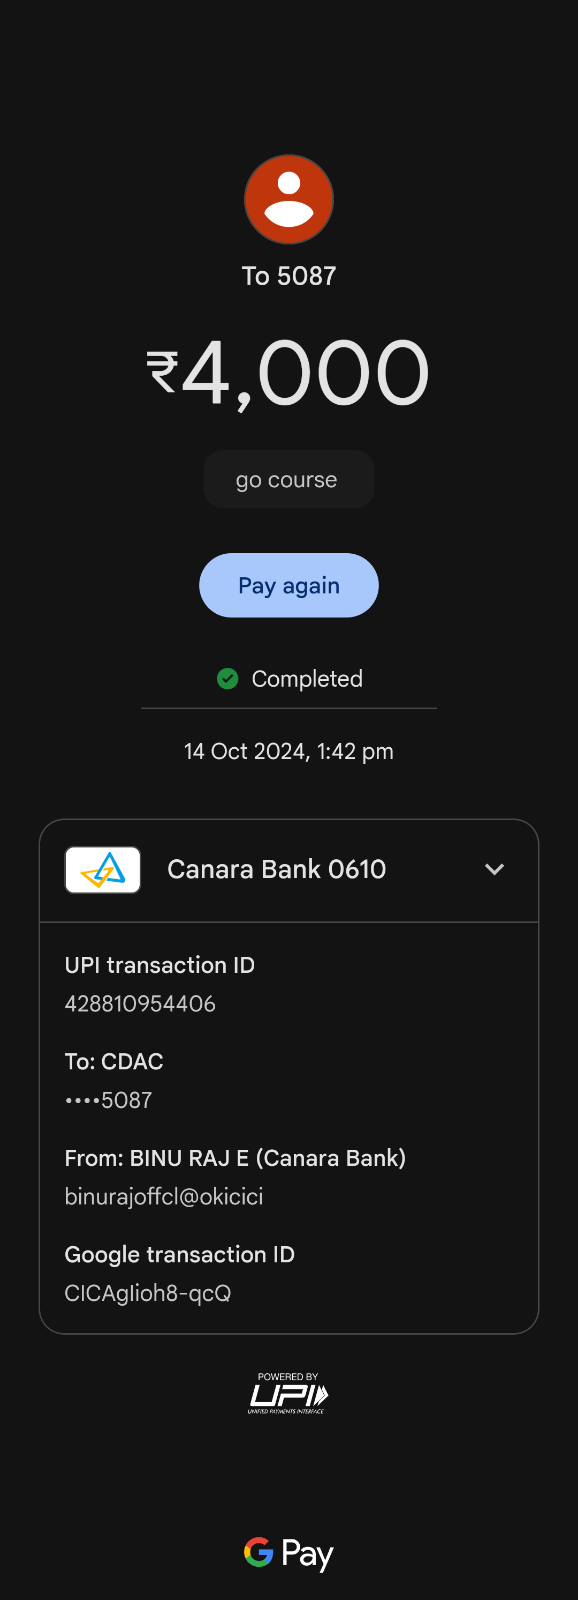 To 5087
₹4,000
go course
Pay again
Completed
14 Oct 2024, 1:42 pm
Canara Bank 0610
UPI transaction ID
428810954406
To: CDAC
••••5087
From: BINU RAJ E (Canara Bank)
binurajoffcl@okicici
Google transaction ID
CICAgIioh8-qcQ
POWERED BY
UPI
UNIFIED PAYMENTS INTERFACE
G Pay